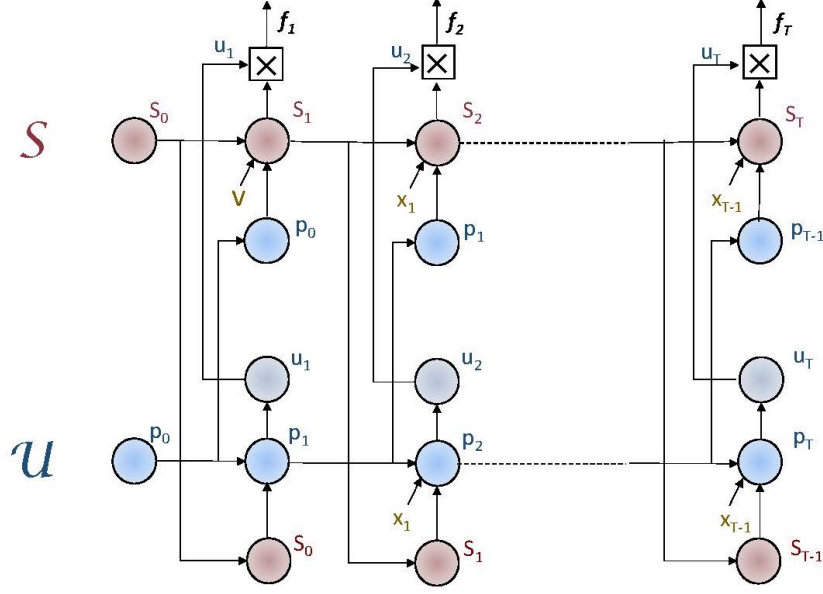 f1 f2 fT
u1 u2 uT
S0 S1 S2 ST
S
V x1 xT-1
p0 p1 pT-1
u1 u2 uT
p0 p1 p2 pT
U
x1 xT-1
S0 S1 ST-1